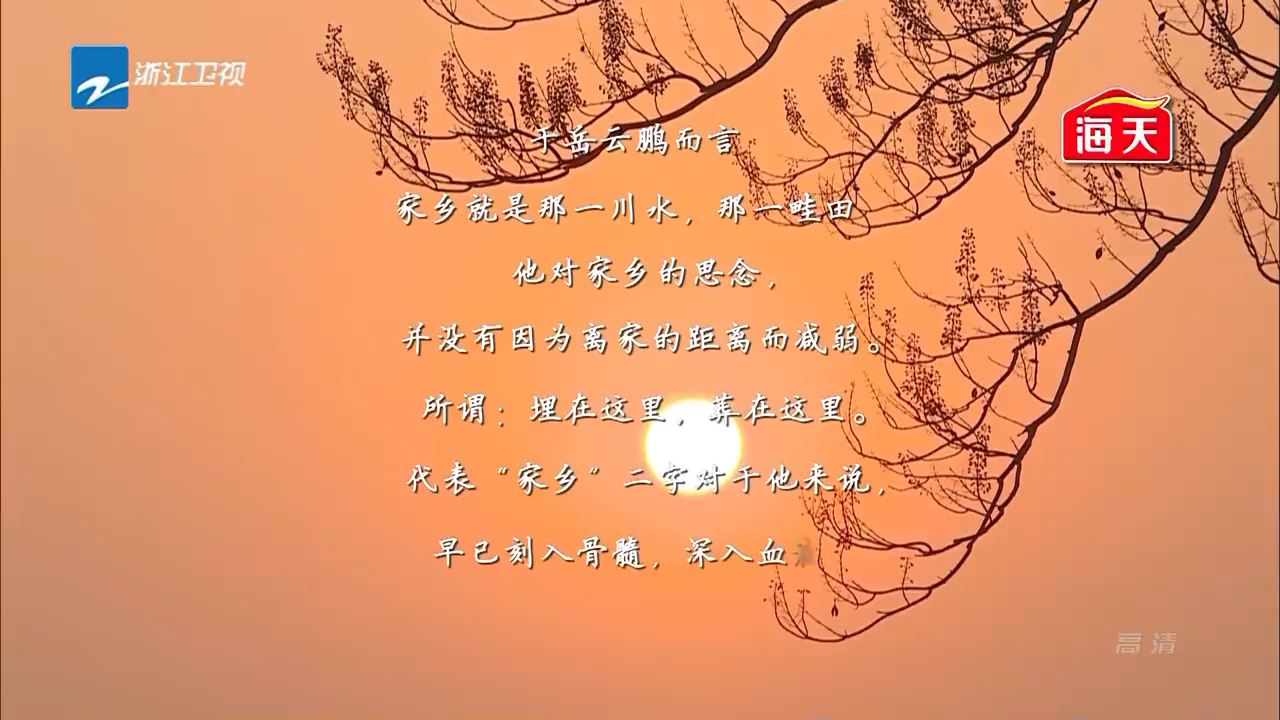 浙江卫视
海天
于岳云鹏而言
家乡就是那一川水，那一畦田
他对家乡的思念，
并没有因为离家的距离而减弱。
所谓：埋在这里，葬在这里。
代表“家乡”二字对于他来说，
早已刻入骨髓，深入血
高清